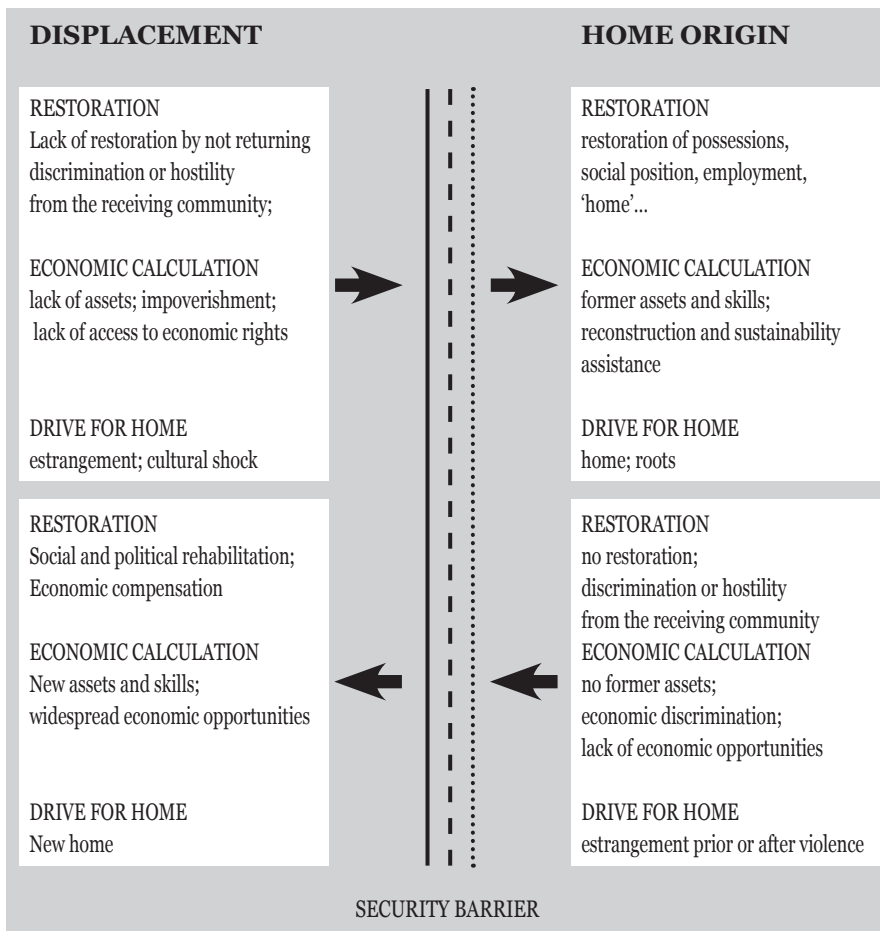 DISPLACEMENT
RESTORATION
Lack of restoration by not returning
discrimination or hostility
from the receiving community;
ECONOMIC CALCULATION
lack of assets; impoverishment;
lack of access to economic rights
DRIVE FOR HOME
estrangement; cultural shock
RESTORATION
Social and political rehabilitation;
Economic compensation
ECONOMIC CALCULATION
New assets and skills;
widespread economic opportunities
DRIVE FOR HOME
New home
HOME ORIGIN
RESTORATION
restoration of possessions,
social position, employment,
‘home’...
ECONOMIC CALCULATION
former assets and skills;
reconstruction and sustainability
assistance
DRIVE FOR HOME
home; roots
RESTORATION
no restoration;
discrimination or hostility
from the receiving community
ECONOMIC CALCULATION
no former assets;
economic discrimination;
lack of economic opportunities
DRIVE FOR HOME
estrangement prior or after violence
SECURITY BARRIER